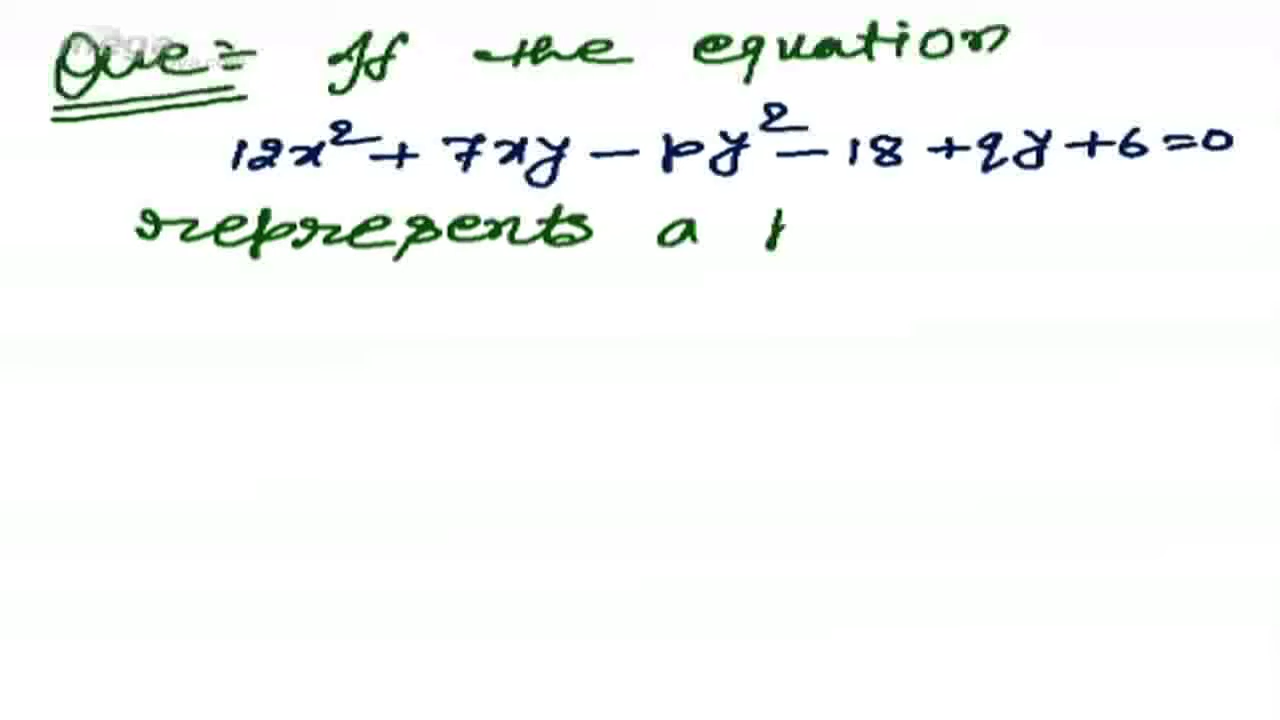 Que:= If the equation
12x² + 7xy − py² − 18 + qy + 6 = 0
represents a